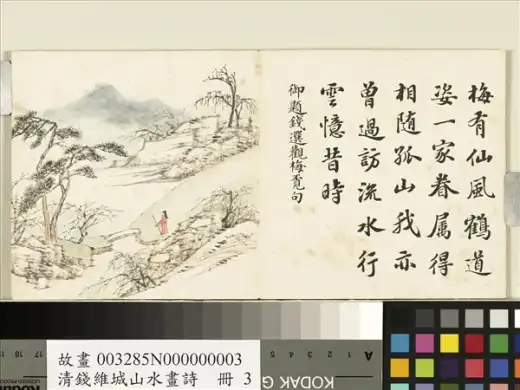 梅有仙風鶴道
姿一家眷屬得
相隨孤山我亦
曾過訪流水行
雲憶昔時
御題錢選觀梅覓句
故畫 003285N000000003
清錢維城山水畫詩 冊 3
KODAK G